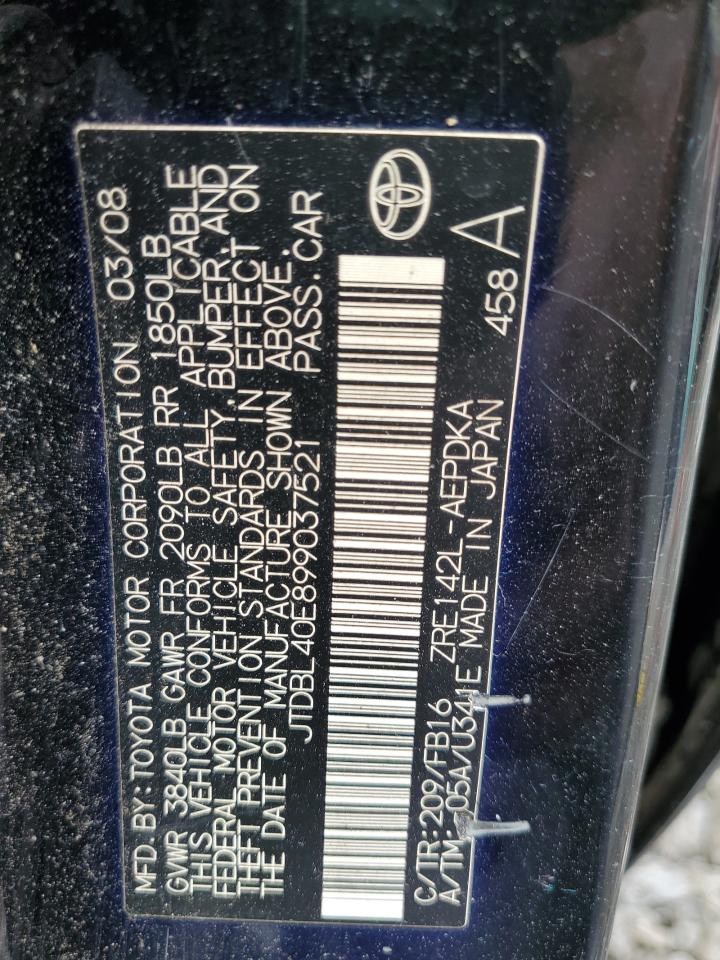 MFD. BY: TOYOTA MOTOR CORPORATION 03/08
GVWR 3840LB GAWR FR 2090LB RR 1850LB
THIS VEHICLE CONFORMS TO ALL APPLICABLE
FEDERAL MOTOR VEHICLE SAFETY, BUMPER, AND
THEFT PREVENTION STANDARDS IN EFFECT ON
THE DATE OF MANUFACTURE SHOWN ABOVE.
JTDBL40E899037521 PASS. CAR
C/TR: 209/FB16 ZRE142L-AEPDKA
A/TM: -05A/U341E MADE IN JAPAN 458 A